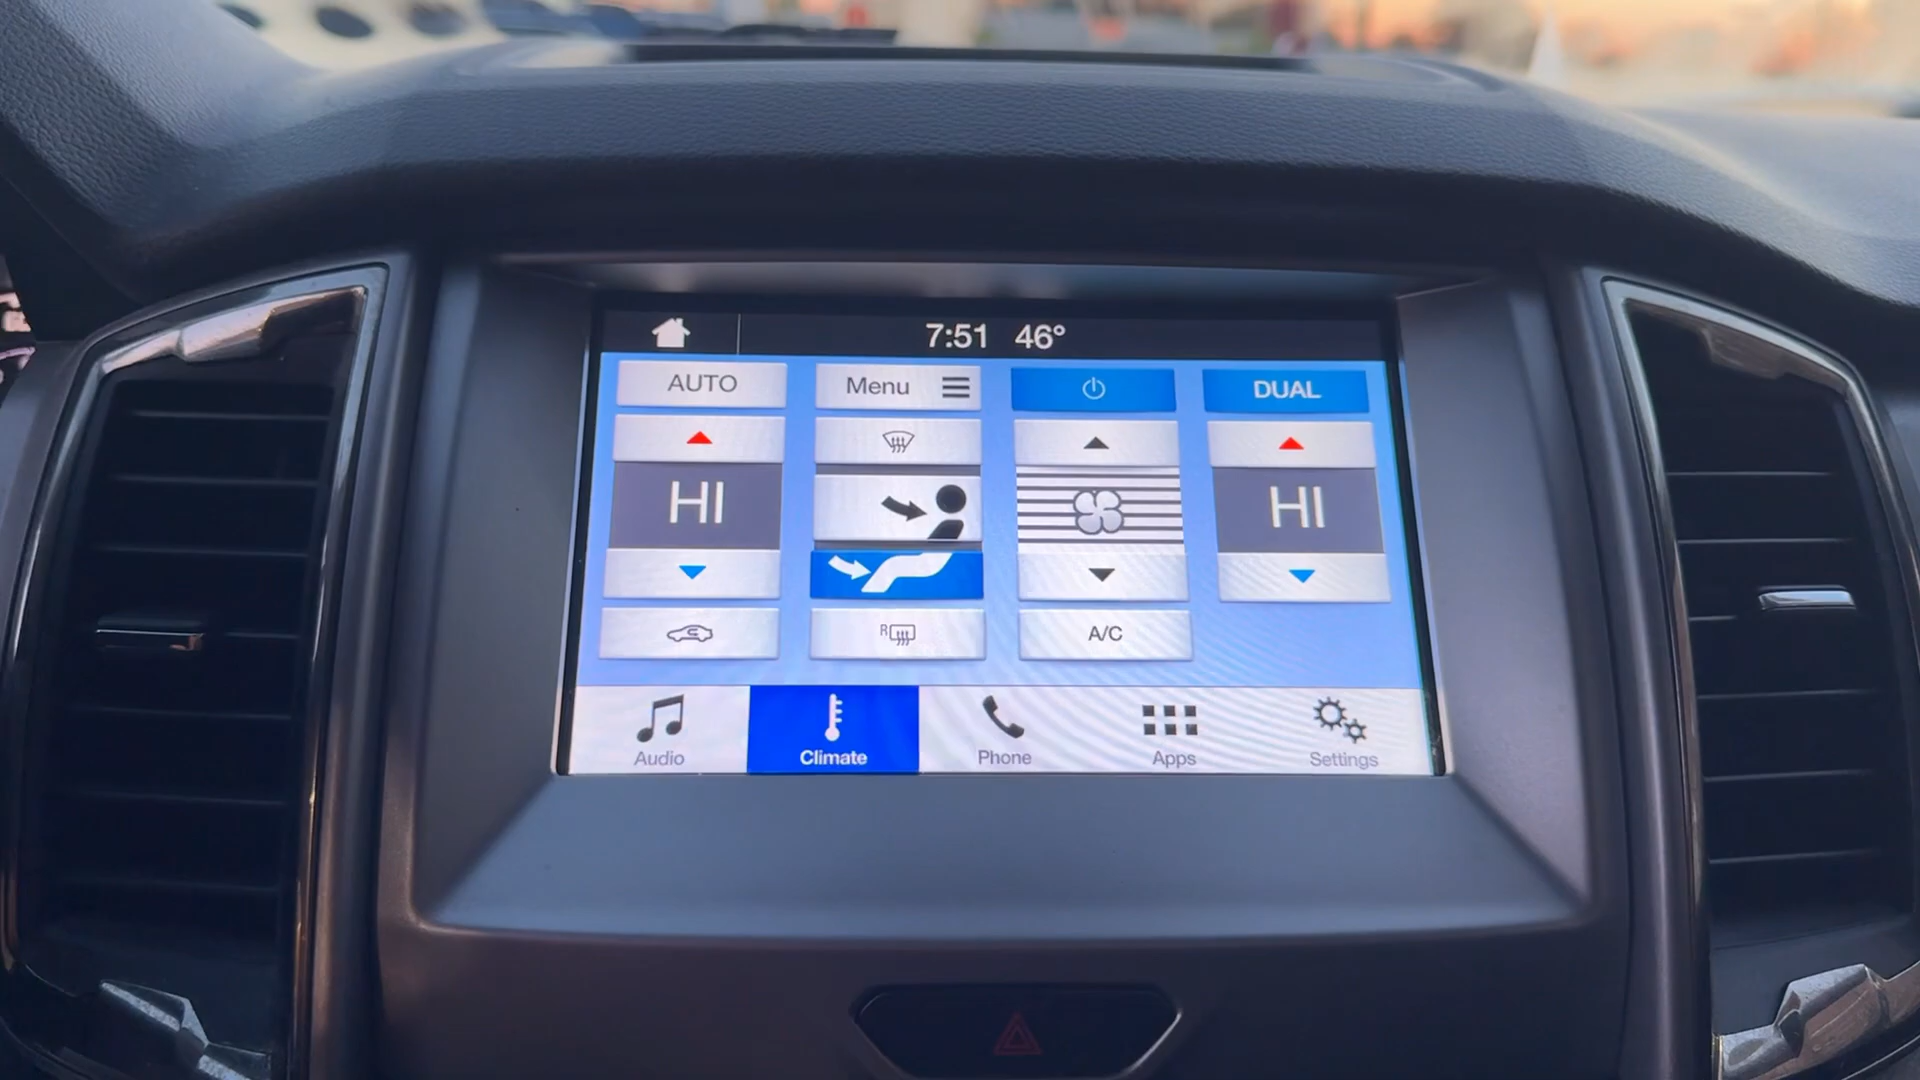 7:51 46°
AUTO Menu DUAL
HI HI
R A/C
Audio Climate Phone Apps Settings